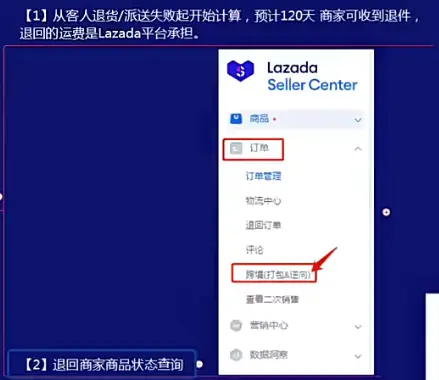 【1】从客人退货/派送失败起开始计算，预计120天 商家可收到退件，
退回的运费是Lazada平台承担。
Lazada
Seller Center
商品
订单
订单管理
物流中心
退回订单
评论
跨境(打包&逆向)
查看二次销售
营销中心
数据洞察
【2】退回商家商品状态查询